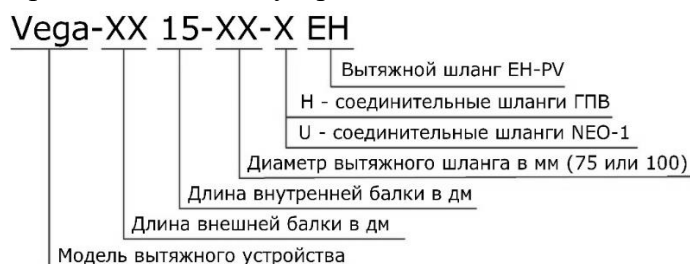 Vega-XX 15-XX-X EH
Вытяжной шланг EH-PV
H - соединительные шланги ГПВ
U - соединительные шланги NEO-1
Диаметр вытяжного шланга в мм (75 или 100)
Длина внутренней балки в дм
Длина внешней балки в дм
Модель вытяжного устройства